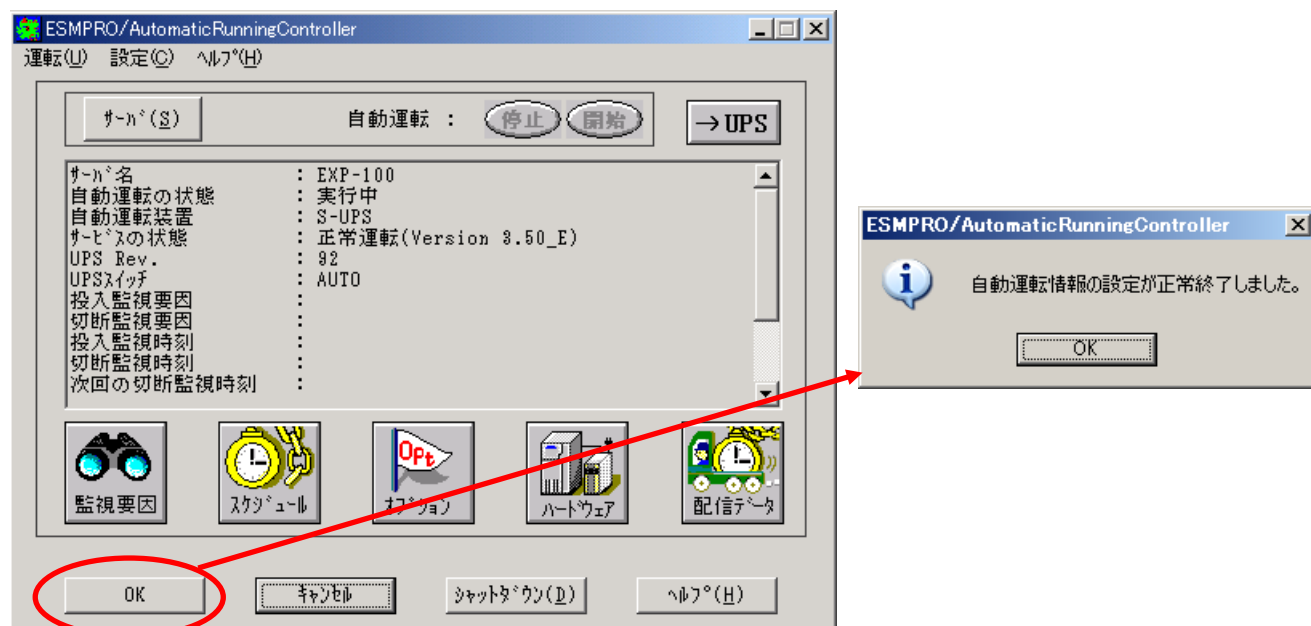 ESMPRO/AutomaticRunningController
運転(U) 設定(C) ﾍﾙﾌﾟ(H)
ｻｰﾊﾞ(S) 自動運転 : 停止 開始 →UPS
ｻｰﾊﾞ名 : EXP-100
自動運転の状態 : 実行中
自動運転装置 : S-UPS
ｻｰﾋﾞｽの状態 : 正常運転(Version 3.50_E)
UPS Rev. : 92
UPSｽｲｯﾁ : AUTO
投入監視要因 :
切断監視要因 :
投入監視時刻 :
切断監視時刻 :
次回の切断監視時刻 :
Opt
監視要因 ｽｹｼﾞｭｰﾙ ｵﾌﾟｼｮﾝ ﾊｰﾄﾞｳｪｱ 配信ﾃﾞｰﾀ
OK ｷｬﾝｾﾙ ｼｬｯﾄﾀﾞｳﾝ(D) ﾍﾙﾌﾟ(H)
ESMPRO/AutomaticRunningController
自動運転情報の設定が正常終了しました。
OK